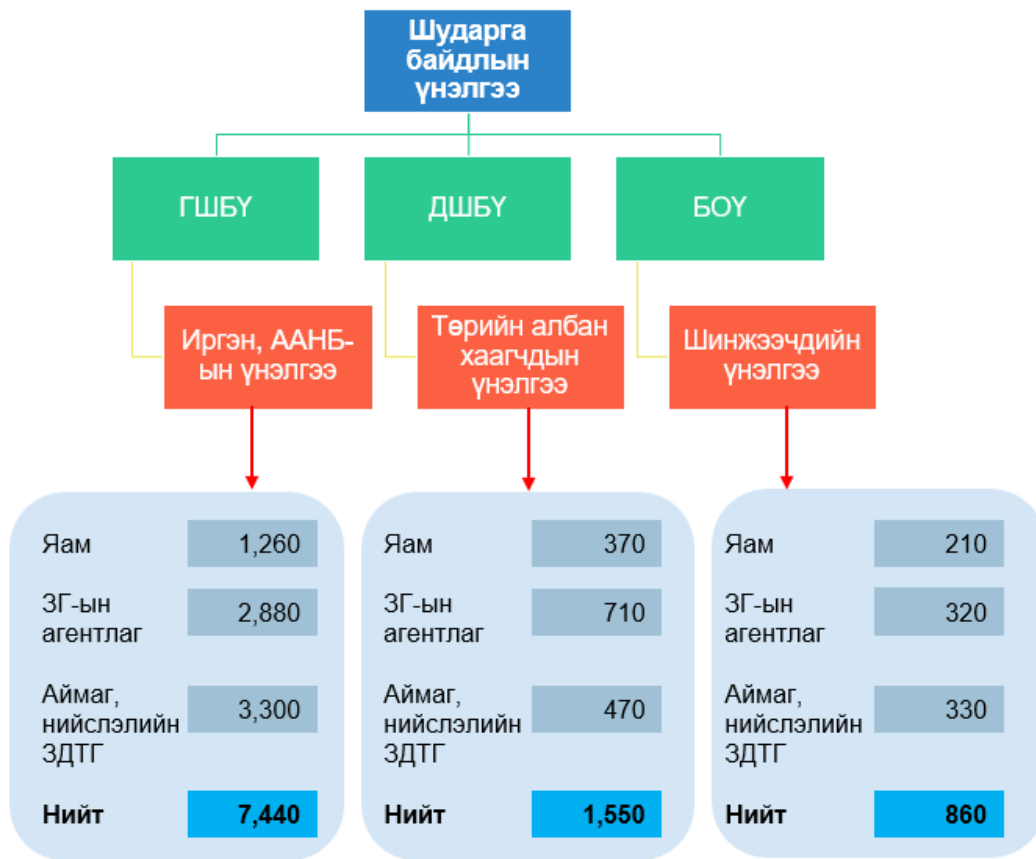 Шударга
байдлын
үнэлгээ
ГШБҮ
ДШБҮ
БОҮ
Иргэн, ААНБ-
ын үнэлгээ
Төрийн албан
хаагчдын
үнэлгээ
Шинжээчдийн
үнэлгээ
Яам 1,260
ЗГ-ын
агентлаг 2,880
Аймаг,
нийслэлийн 3,300
ЗДТГ
Нийт 7,440
Яам 370
ЗГ-ын
агентлаг 710
Аймаг,
нийслэлийн 470
ЗДТГ
Нийт 1,550
Яам 210
ЗГ-ын
агентлаг 320
Аймаг,
нийслэлийн 330
ЗДТГ
Нийт 860